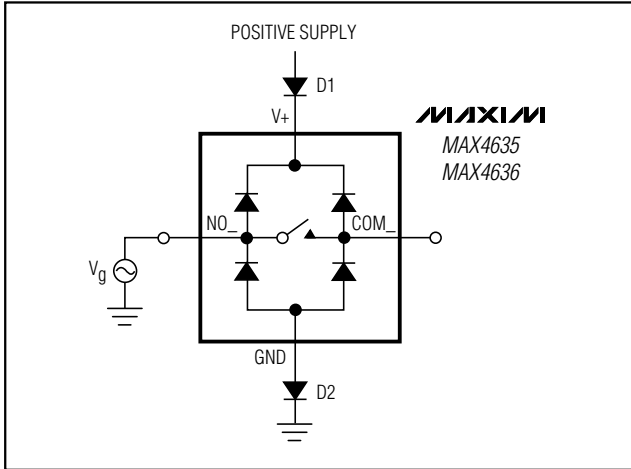 POSITIVE SUPPLY
D1
V+
MAXIM
MAX4635
MAX4636
NO_
COM_
Vg
GND
D2